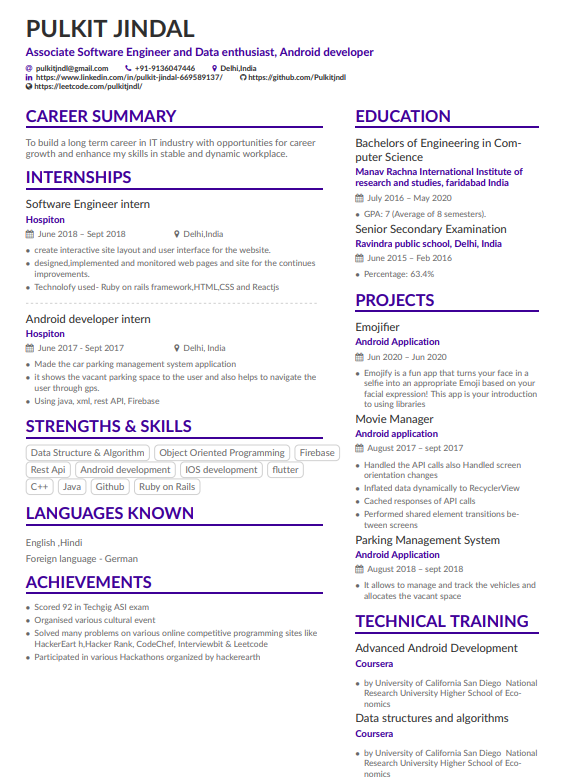 PULKIT JINDAL
Associate Software Engineer and Data enthusiast, Android developer
@ pulkitjndl@gmail.com +91-9136047446 Delhi,India
in https://www.linkedin.com/in/pulkit-jindal-669589137/ https://github.com/Pulkitjndl
https://leetcode.com/pulkitjndl/
CAREER SUMMARY
To build a long term career in IT industry with opportunities for career
growth and enhance my skills in stable and dynamic workplace.
INTERNSHIPS
Software Engineer intern
Hospiton
June 2018 – Sept 2018 Delhi,India
• create interactive site layout and user interface for the website.
• designed,implemented and monitored web pages and site for the continues
improvements.
• Technolofy used- Ruby on rails framework,HTML,CSS and Reactjs
Android developer intern
Hospiton
June 2017 - Sept 2017 Delhi, India
• Made the car parking management system application
• it shows the vacant parking space to the user and also helps to navigate the
user through gps.
• Using java, xml, rest API, Firebase
STRENGTHS & SKILLS
Data Structure & Algorithm Object Oriented Programming Firebase
Rest Api Android development IOS development flutter
C++ Java Github Ruby on Rails
LANGUAGES KNOWN
English ,Hindi
Foreign language - German
ACHIEVEMENTS
• Scored 92 in Techgig ASI exam
• Organised various cultural event
• Solved many problems on various online competitive programming sites like
HackerEart h,Hacker Rank, CodeChef, Interviewbit & Leetcode
• Participated in various Hackathons organized by hackerearth
EDUCATION
Bachelors of Engineering in Com-
puter Science
Manav Rachna International Institute of
research and studies, faridabad India
July 2016 – May 2020
• GPA: 7 (Average of 8 semesters).
Senior Secondary Examination
Ravindra public school, Delhi, India
June 2015 – Feb 2016
• Percentage: 63.4%
PROJECTS
Emojifier
Android Application
Jun 2020 – Jun 2020
• Emojify is a fun app that turns your face in a
selfie into an appropriate Emoji based on your
facial expression! This app is your introduction
to using libraries
Movie Manager
Android application
August 2017 – sept 2017
• Handled the API calls also Handled screen
orientation changes
• Inflated data dynamically to RecyclerView
• Cached responses of API calls
• Performed shared element transitions be-
tween screens
Parking Management System
Android Application
August 2018 – sept 2018
• It allows to manage and track the vehicles and
allocates the vacant space
TECHNICAL TRAINING
Advanced Android Development
Coursera
• by University of California San Diego National
Research University Higher School of Eco-
nomics
Data structures and algorithms
Coursera
• by University of California San Diego National
Research University Higher School of Eco-
nomics